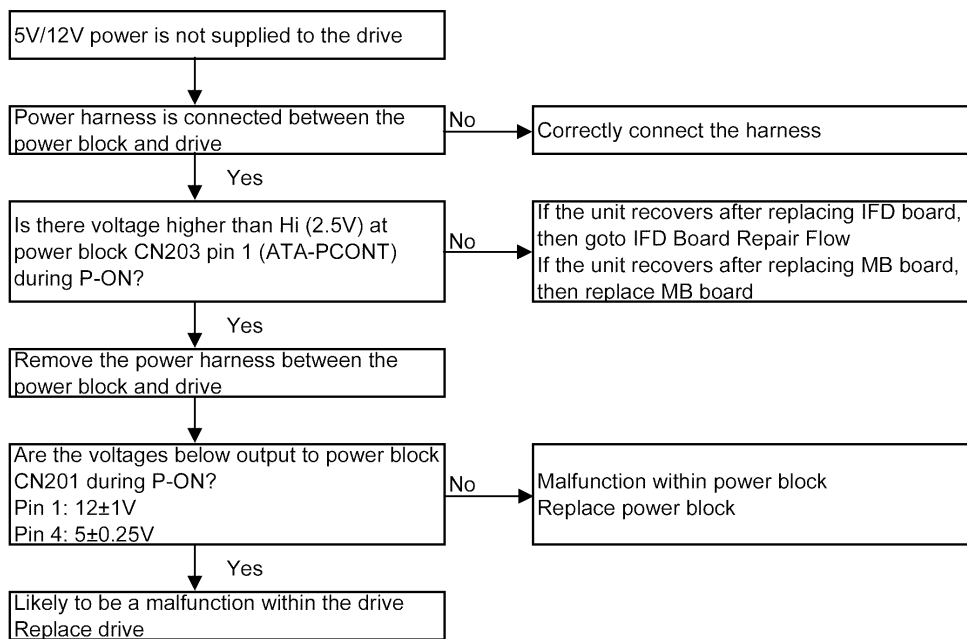 5V/12V power is not supplied to the drive
Power harness is connected between the
power block and drive
No
Correctly connect the harness
Yes
Is there voltage higher than Hi (2.5V) at
power block CN203 pin 1 (ATA-PCONT)
during P-ON?
No
If the unit recovers after replacing IFD board,
then goto IFD Board Repair Flow
If the unit recovers after replacing MB board,
then replace MB board
Yes
Remove the power harness between the
power block and drive
Are the voltages below output to power block
CN201 during P-ON?
Pin 1: 12±1V
Pin 4: 5±0.25V
No
Malfunction within power block
Replace power block
Yes
Likely to be a malfunction within the drive
Replace drive